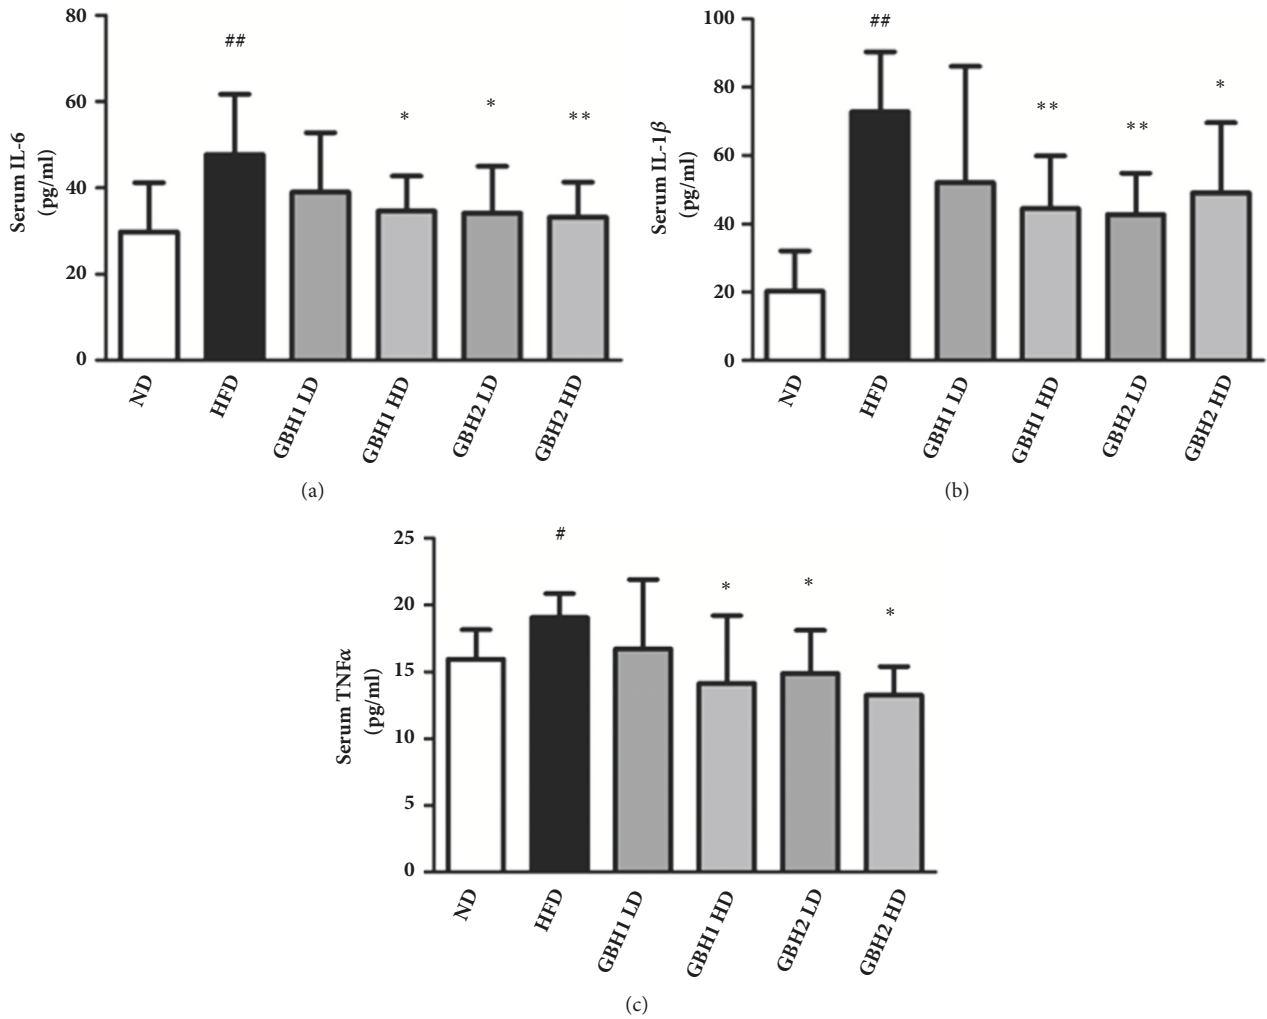 Serum IL-6
(pg/ml)
80
60
40
20
0
##
*
*
**
ND
HFD
GBH1 LD
GBH1 HD
GBH2 LD
GBH2 HD
(a)
Serum IL-1β
(pg/ml)
100
80
60
40
20
0
##
**
**
*
ND
HFD
GBH1 LD
GBH1 HD
GBH2 LD
GBH2 HD
(b)
Serum TNFα
(pg/ml)
25
20
15
10
5
0
#
*
*
*
ND
HFD
GBH1 LD
GBH1 HD
GBH2 LD
GBH2 HD
(c)